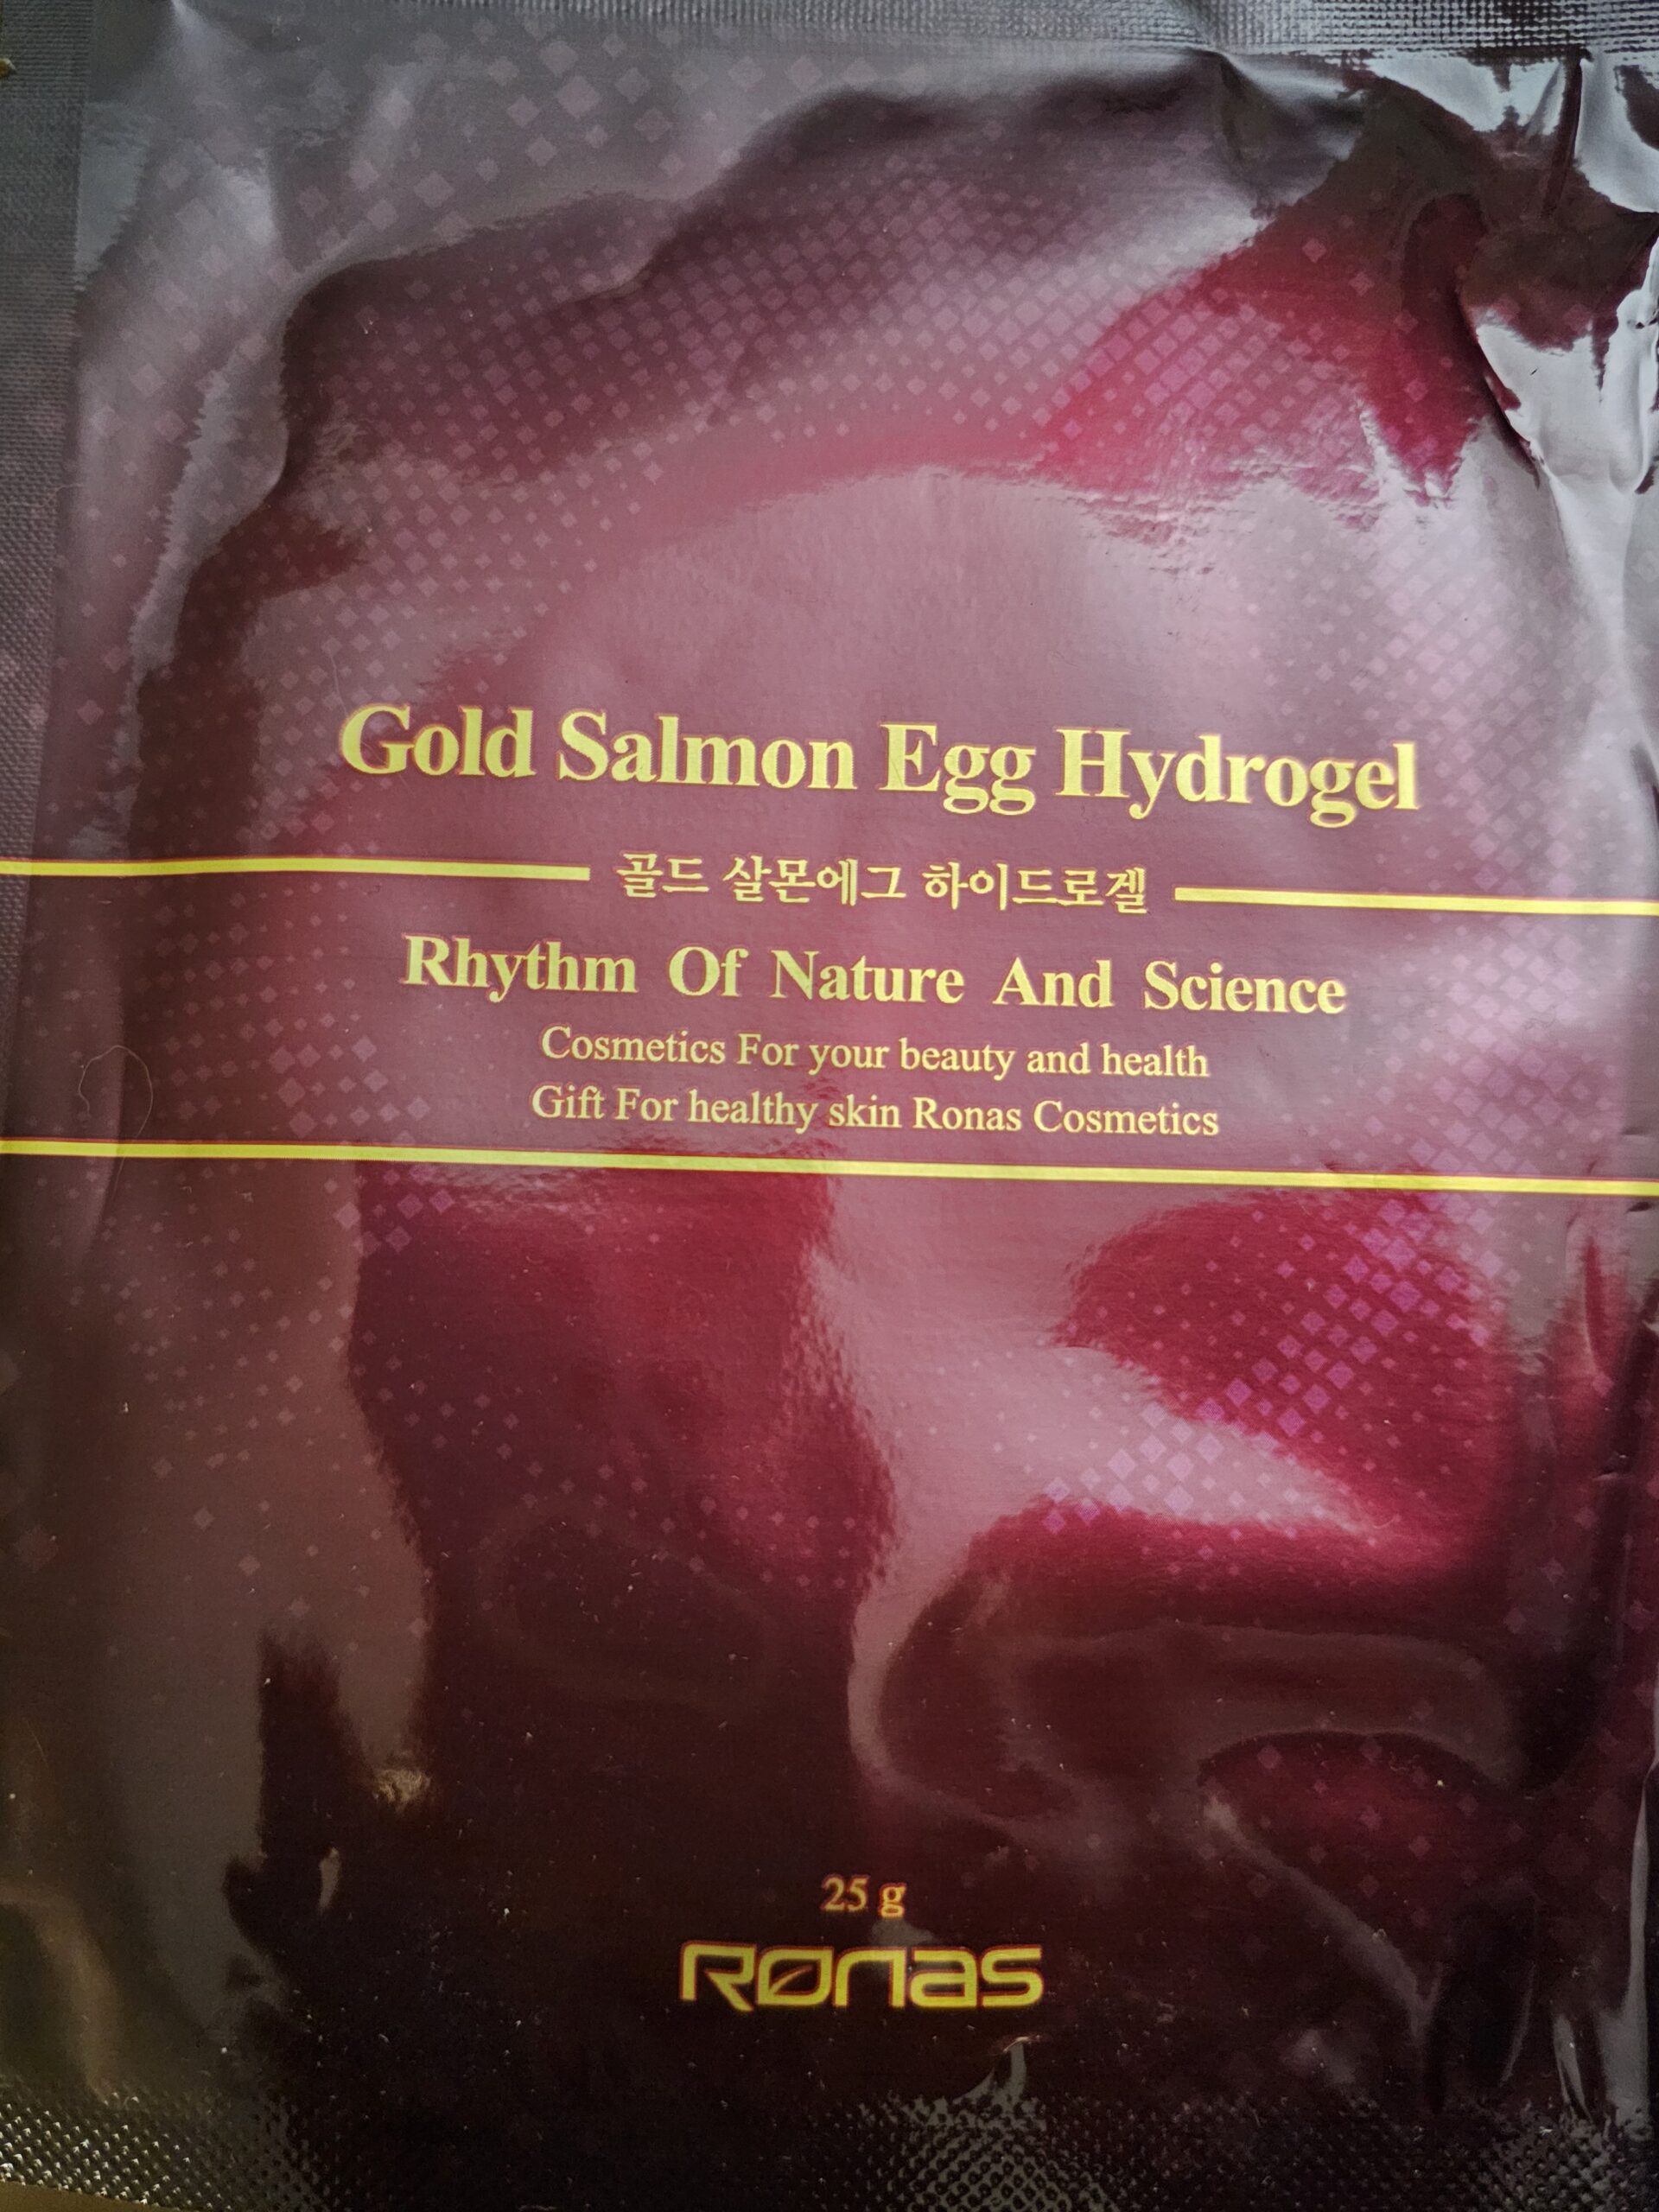 Gold Salmon Egg Hydrogel
골드 살몬에그 하이드로겔
Rhythm Of Nature And Science
Cosmetics For your beauty and health
Gift For healthy skin Ronas Cosmetics
25 g
Ronas